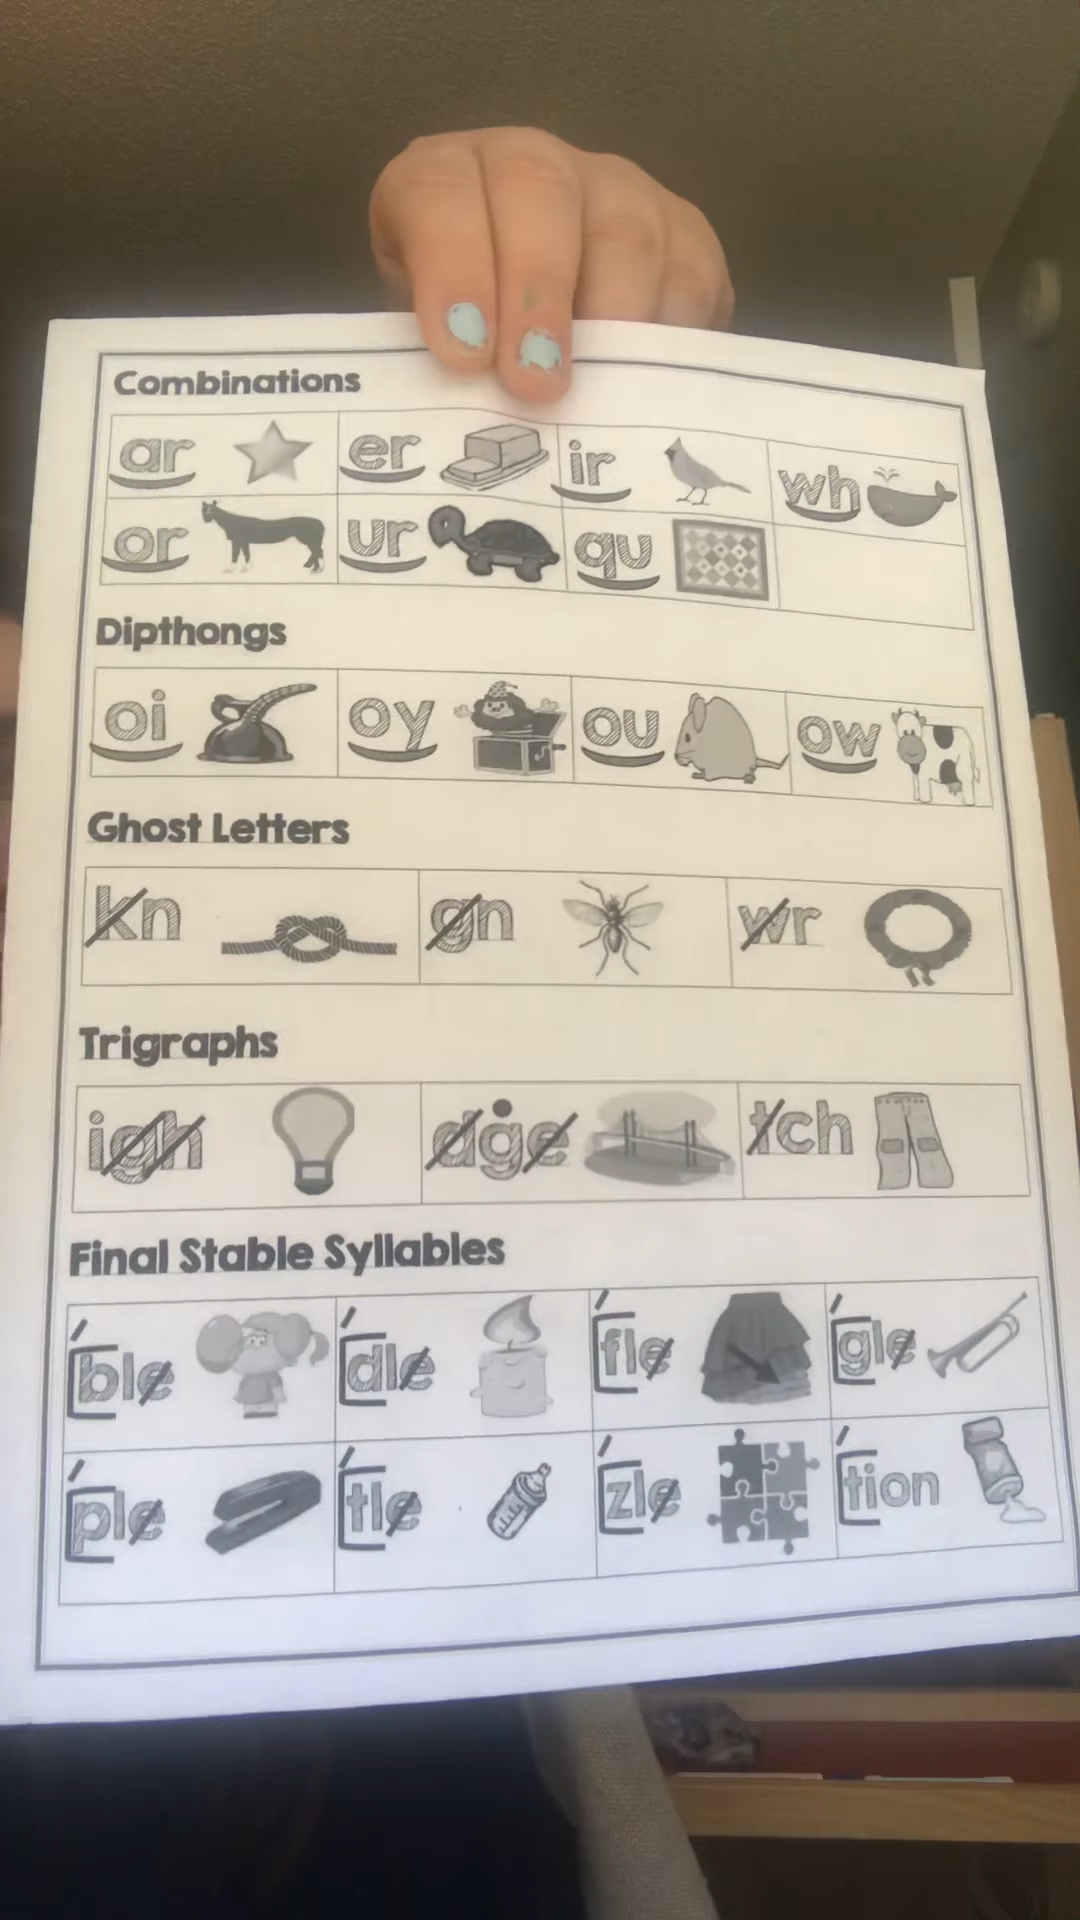 Combinations
ar er ir wh
or ur qu
Dipthongs
oi oy ou ow
Ghost Letters
kn gn wr
Trigraphs
igh dge tch
Final Stable Syllables
ble dle fle gle
ple tle zle tion